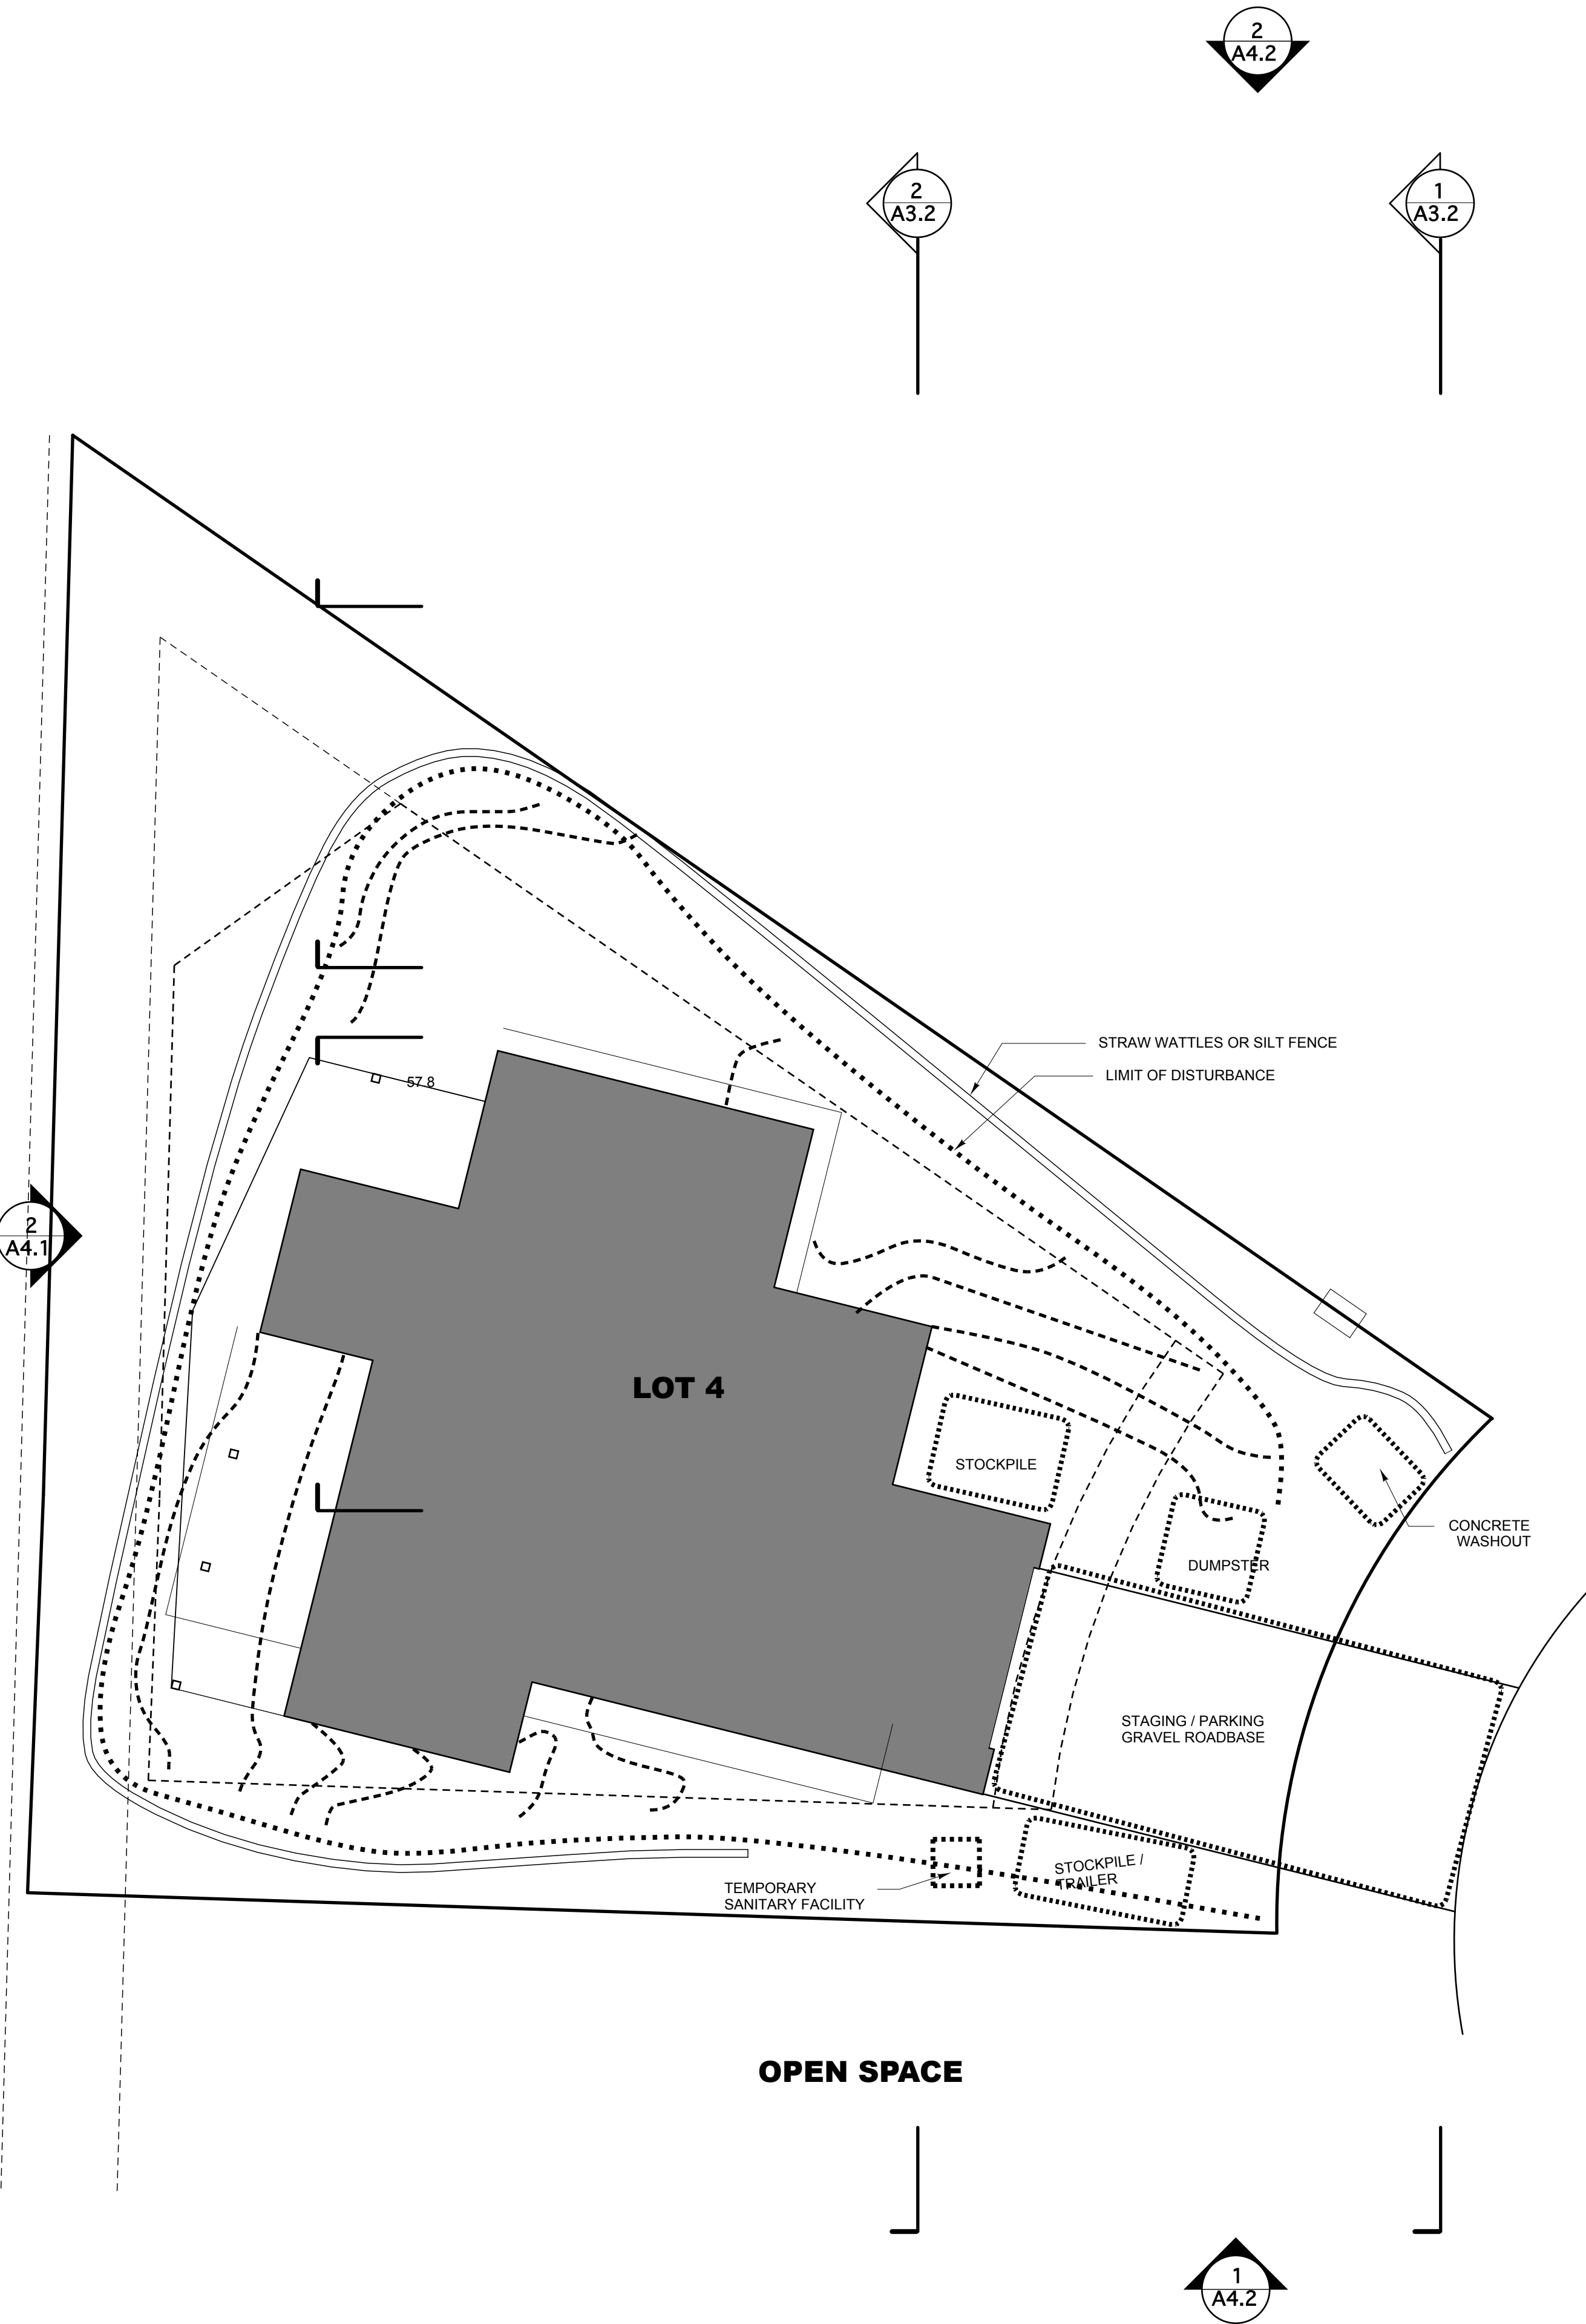 2
A4.2
2
A3.2
1
A3.2
STRAW WATTLES OR SILT FENCE
LIMIT OF DISTURBANCE
57 8
2
A4.1
LOT 4
STOCKPILE
CONCRETE
WASHOUT
DUMPSTER
STAGING / PARKING
GRAVEL ROADBASE
STOCKPILE /
TRAILER
TEMPORARY
SANITARY FACILITY
OPEN SPACE
1
A4.2